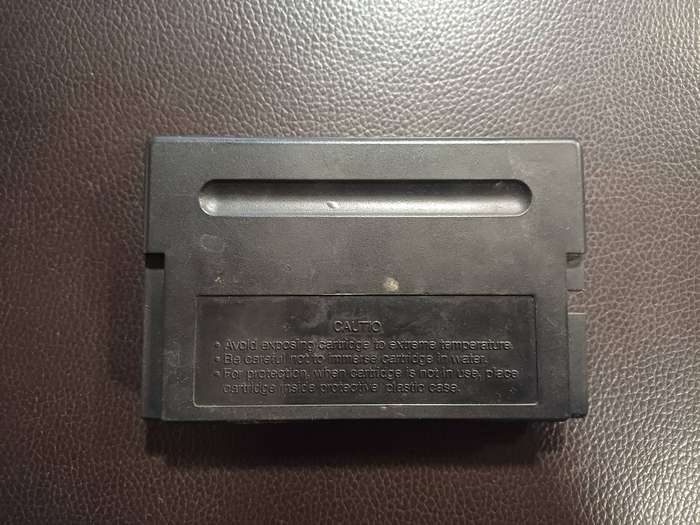 CAUTIO
• Avoid exposing cartridge to extreme temperature.
• Be careful not to immerse cartridge in water.
• For protection, when cartridge is not in use, place
cartridge inside protective plastic case.